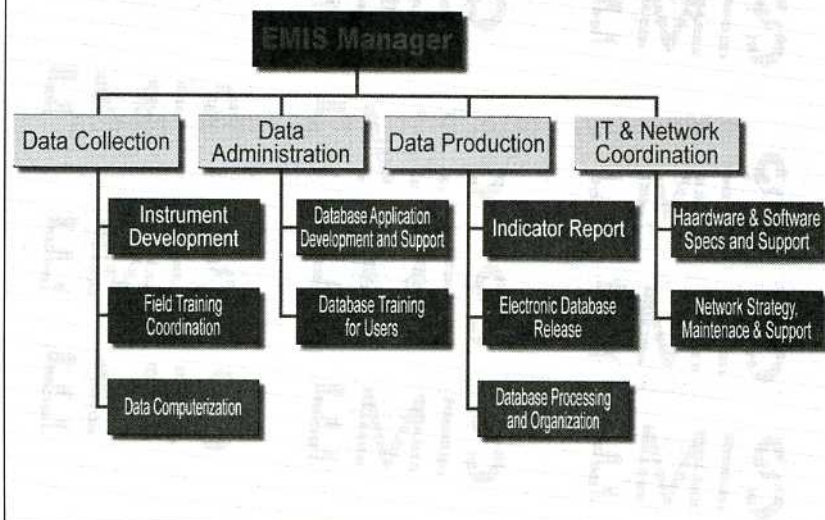 EMIS Manager
Data Collection
Data
Administration
Data Production
IT & Network
Coordination
Instrument
Development
Field Training
Coordination
Data Computerization
Database Application
Development and Support
Database Training
for Users
Indicator Report
Electronic Database
Release
Database Processing
and Organization
Haardware & Software
Specs and Support
Network Strategy,
Maintenace & Support